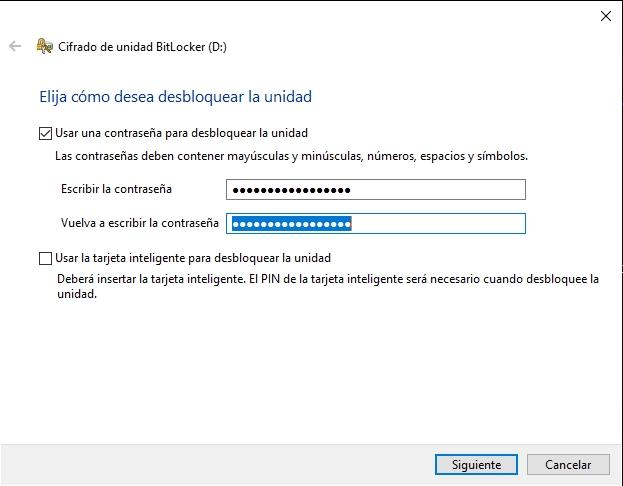 Cifrado de unidad BitLocker (D:)
Elija cómo desea desbloquear la unidad
Usar una contraseña para desbloquear la unidad
Las contraseñas deben contener mayúsculas y minúsculas, números, espacios y símbolos.
Escribir la contraseña ●●●●●●●●●●●●●●●●●
Vuelva a escribir la contraseña ●●●●●●●●●●●●●●●●●
Usar la tarjeta inteligente para desbloquear la unidad
Deberá insertar la tarjeta inteligente. El PIN de la tarjeta inteligente será necesario cuando desbloquee la
unidad.
Siguiente Cancelar